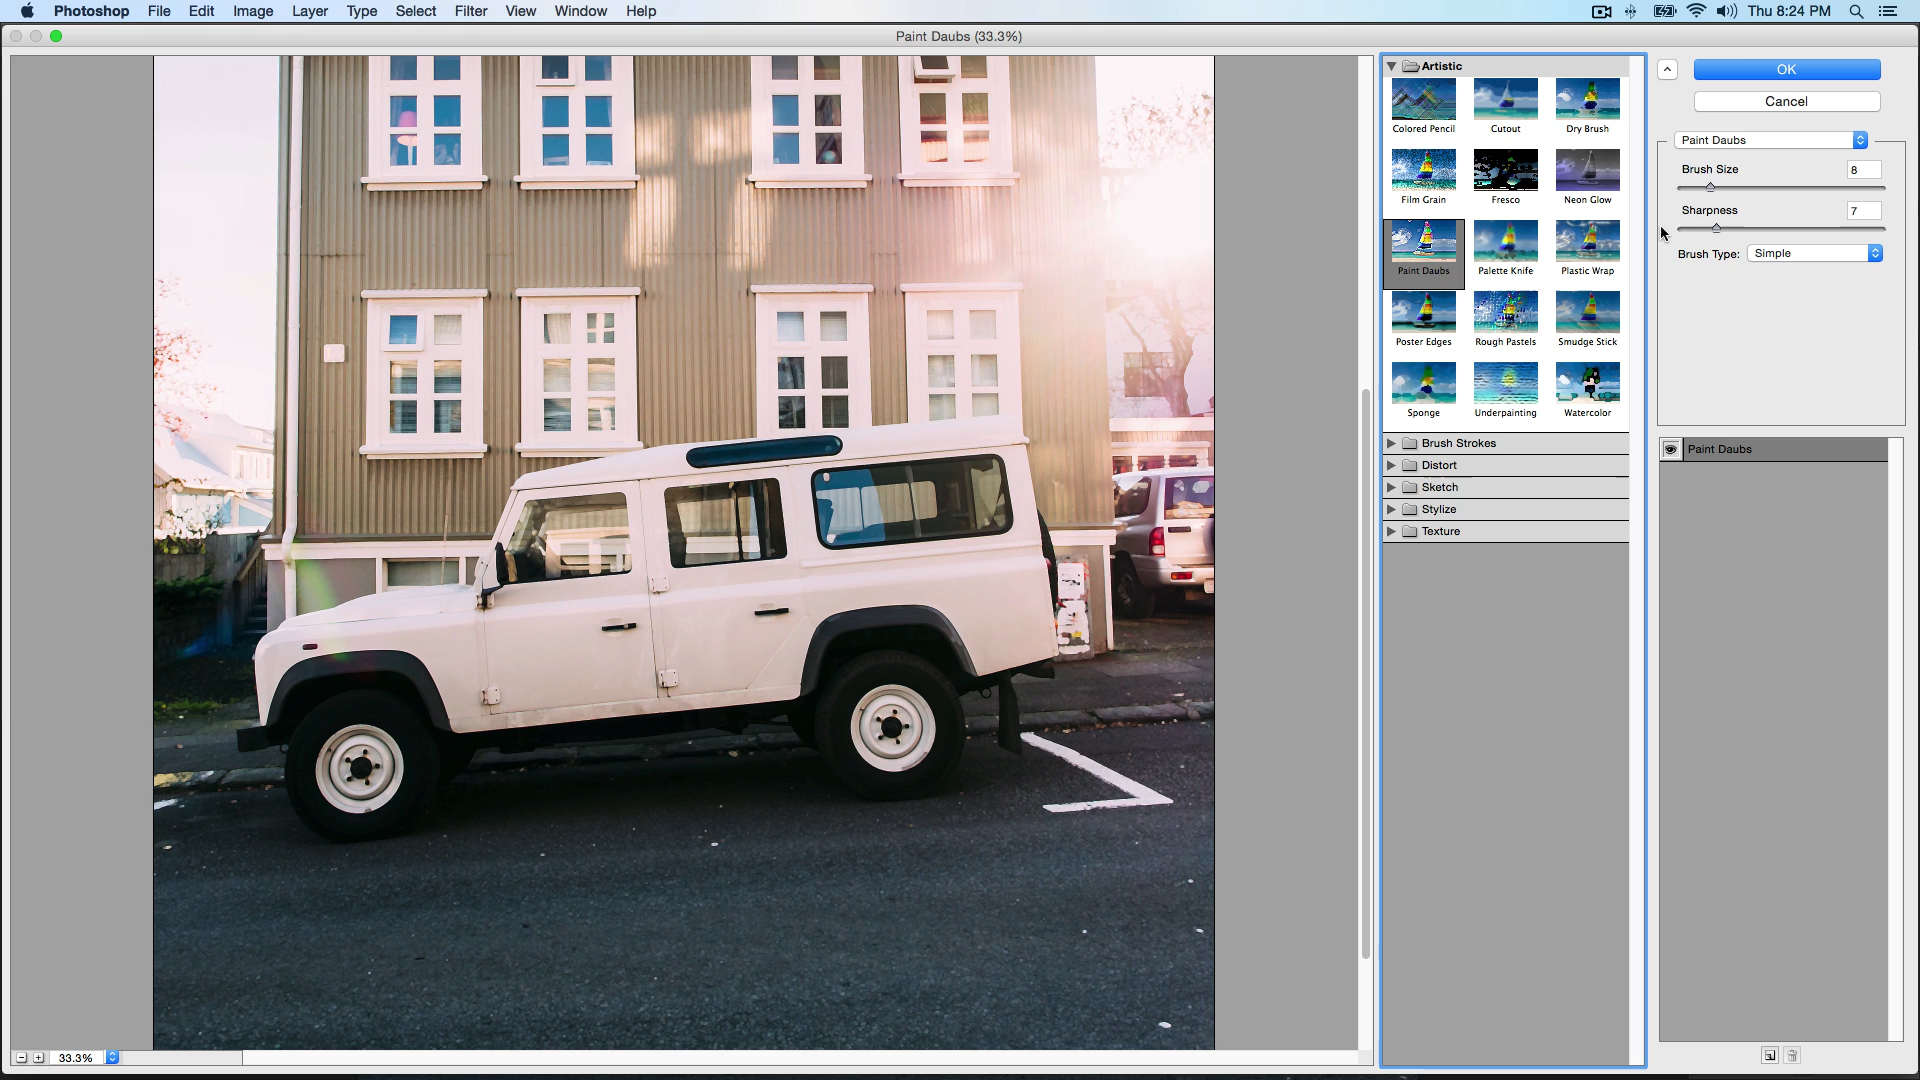 Photoshop File Edit Image Layer Type Select Filter View Window Help Thu 8:24 PM
Paint Daubs (33.3%)
Artistic
Colored Pencil Cutout Dry Brush
Film Grain Fresco Neon Glow
Paint Daubs Palette Knife Plastic Wrap
Poster Edges Rough Pastels Smudge Stick
Sponge Underpainting Watercolor
Brush Strokes
Distort
Sketch
Stylize
Texture
OK
Cancel
Paint Daubs
Brush Size 8
Sharpness 7
Brush Type: Simple
Paint Daubs
33.3%